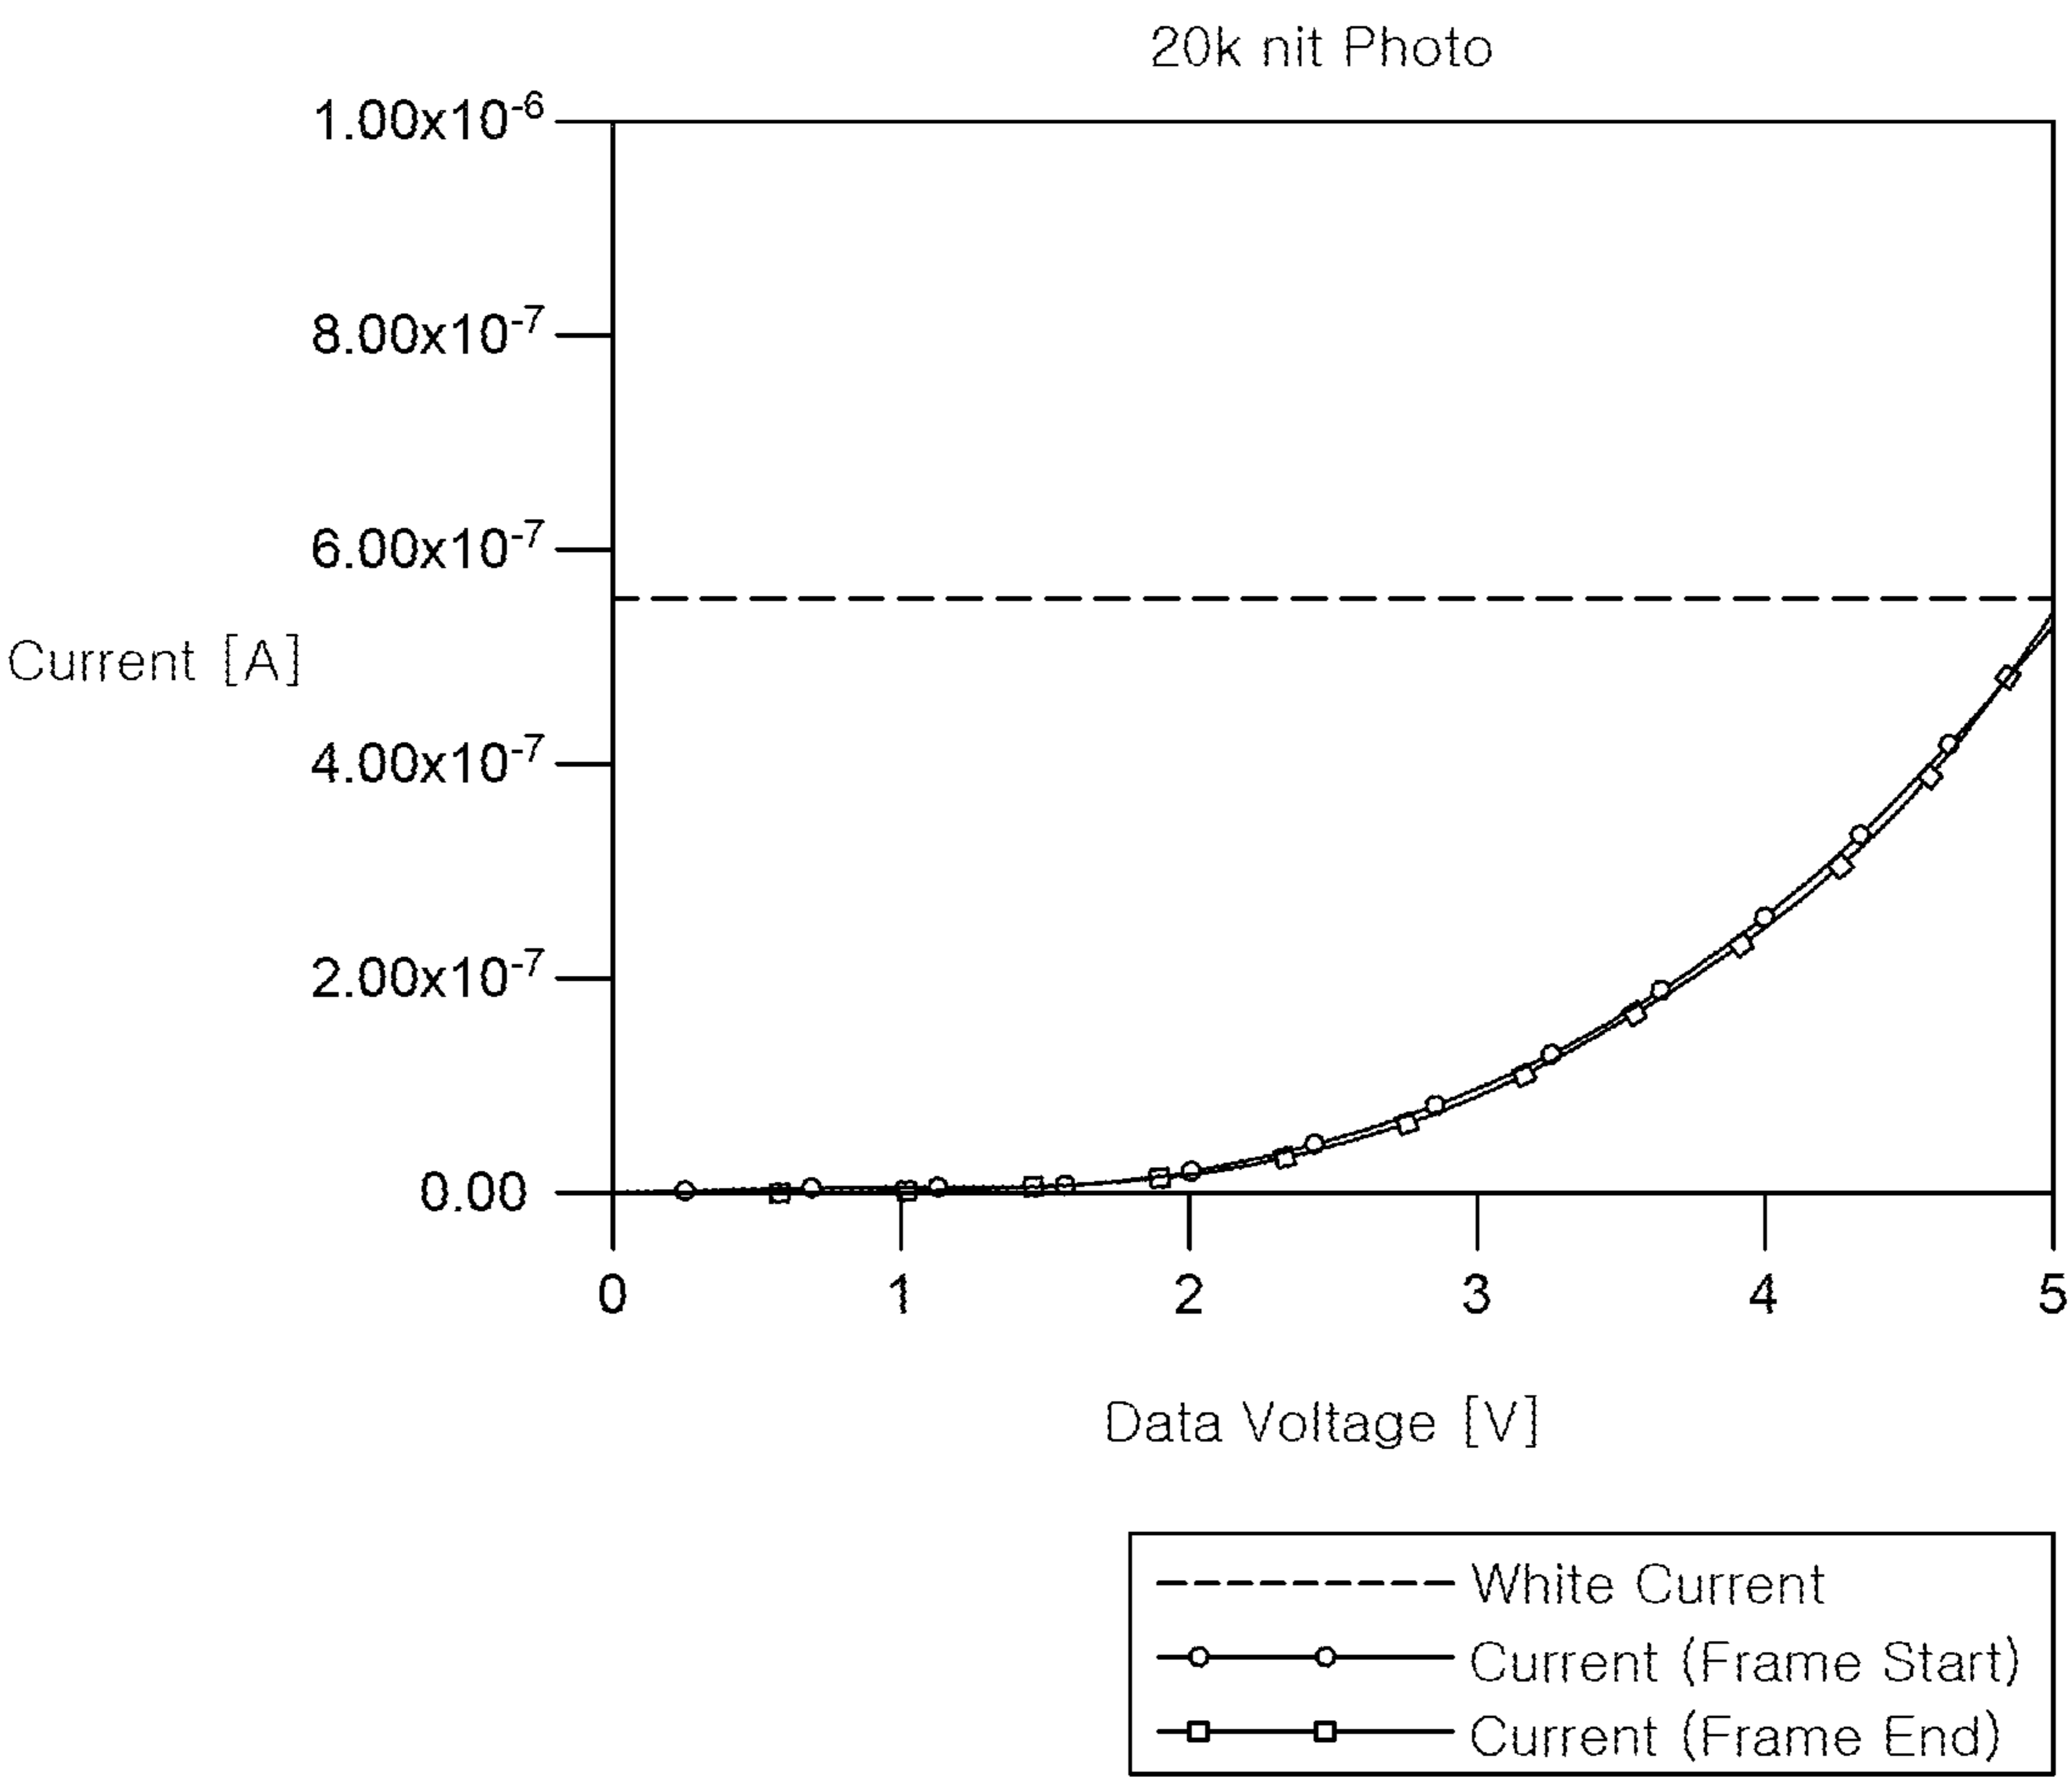 20k nit Photo
1.00x10-6
8.00x10-7
6.00x10-7
Current [A]
4.00x10-7
2.00x10-7
0.00
0 1 2 3 4 5
Data Voltage [V]
White Current
Current (Frame Start)
Current (Frame End)